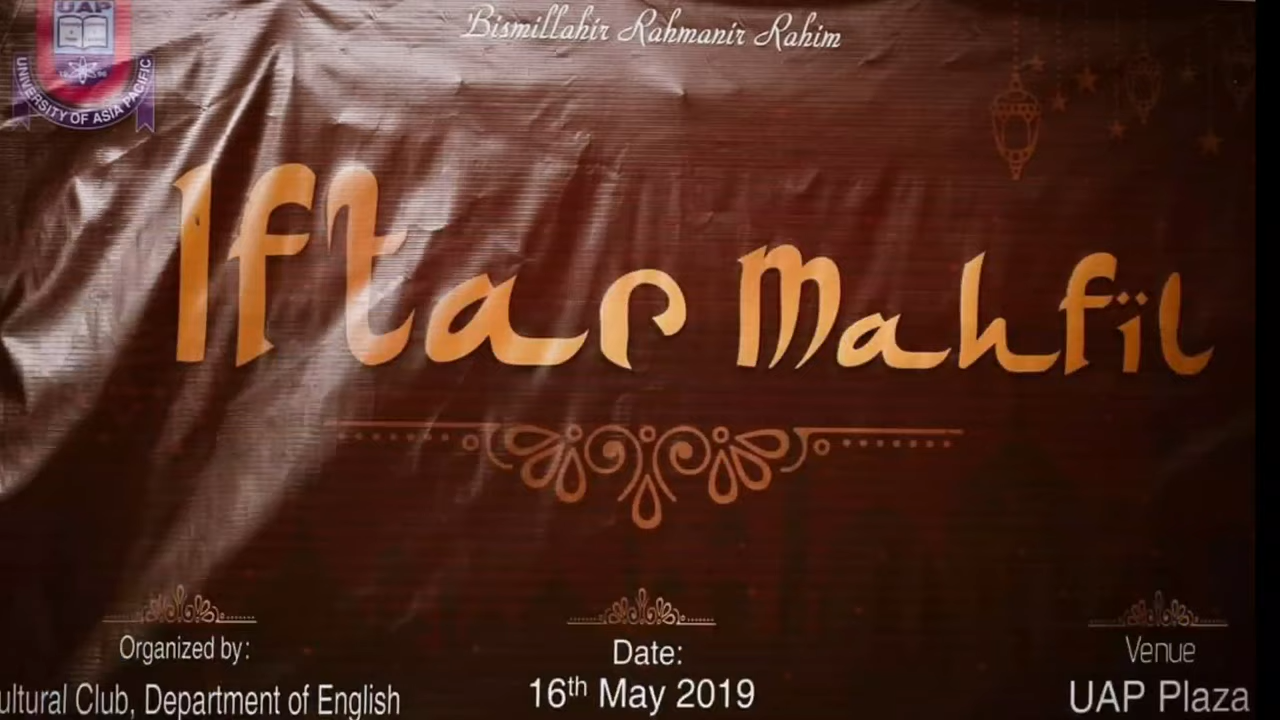 Bismillahir Rahmanir Rahim
UAP
UNIVERSITY OF ASIA PACIFIC
Iftar Mahfil
Organized by:
ultural Club, Department of English
Date:
16th May 2019
Venue
UAP Plaza